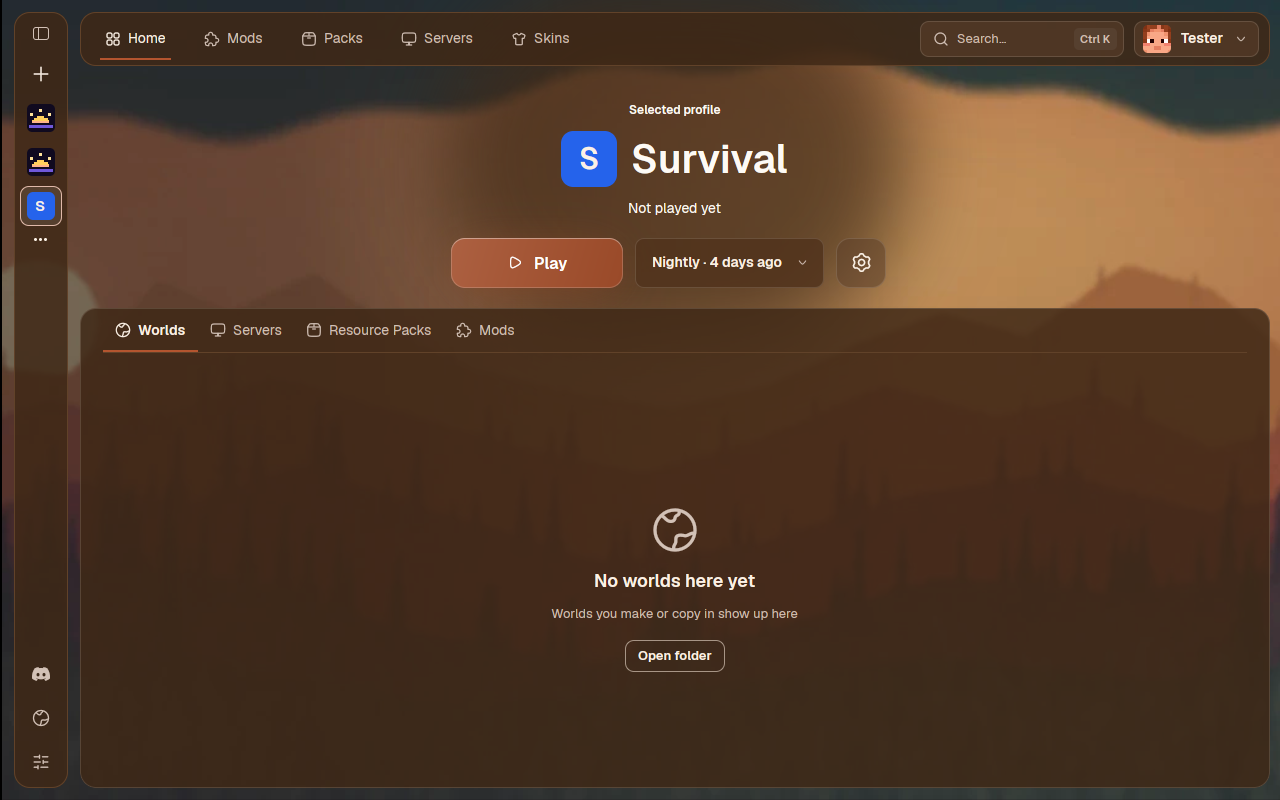 Home
Mods
Packs
Servers
Skins
Search...
Ctrl K
Tester
S
Selected profile
S
Survival
Not played yet
Play
Nightly · 4 days ago
Worlds
Servers
Resource Packs
Mods
No worlds here yet
Worlds you make or copy in show up here
Open folder